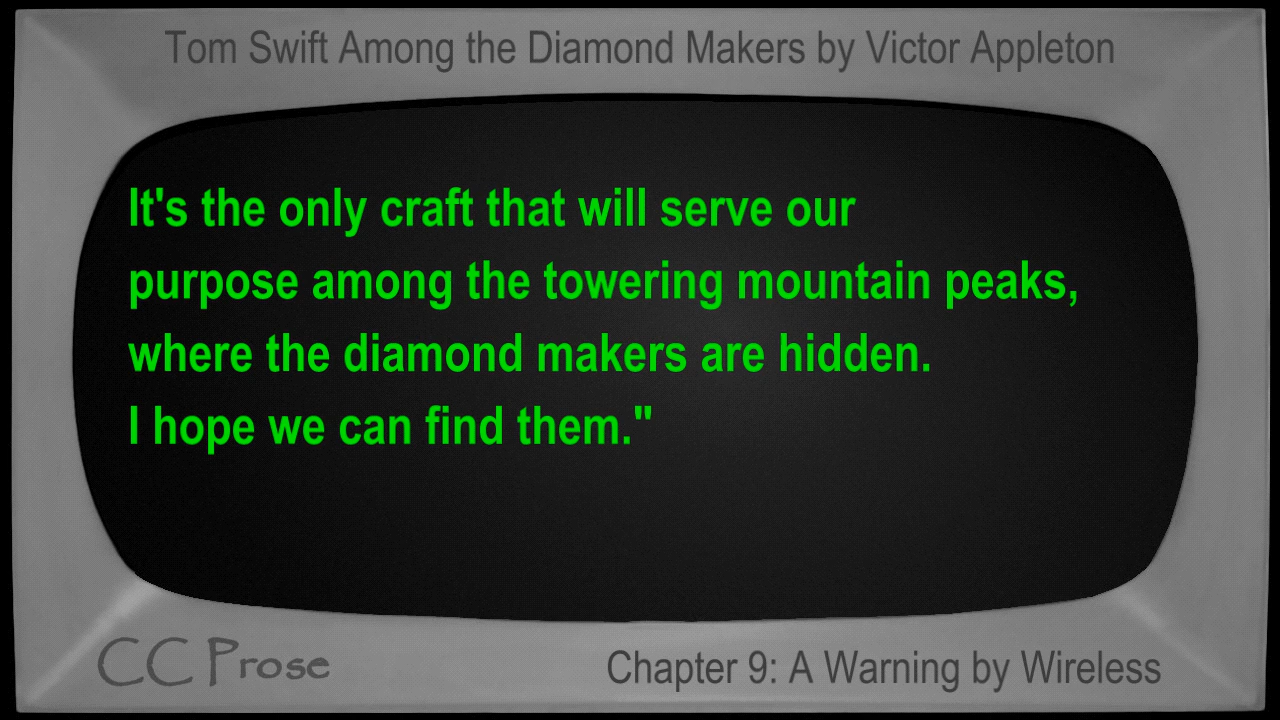 Tom Swift Among the Diamond Makers by Victor Appleton
It's the only craft that will serve our
purpose among the towering mountain peaks,
where the diamond makers are hidden.
I hope we can find them."
CC Prose
Chapter 9: A Warning by Wireless